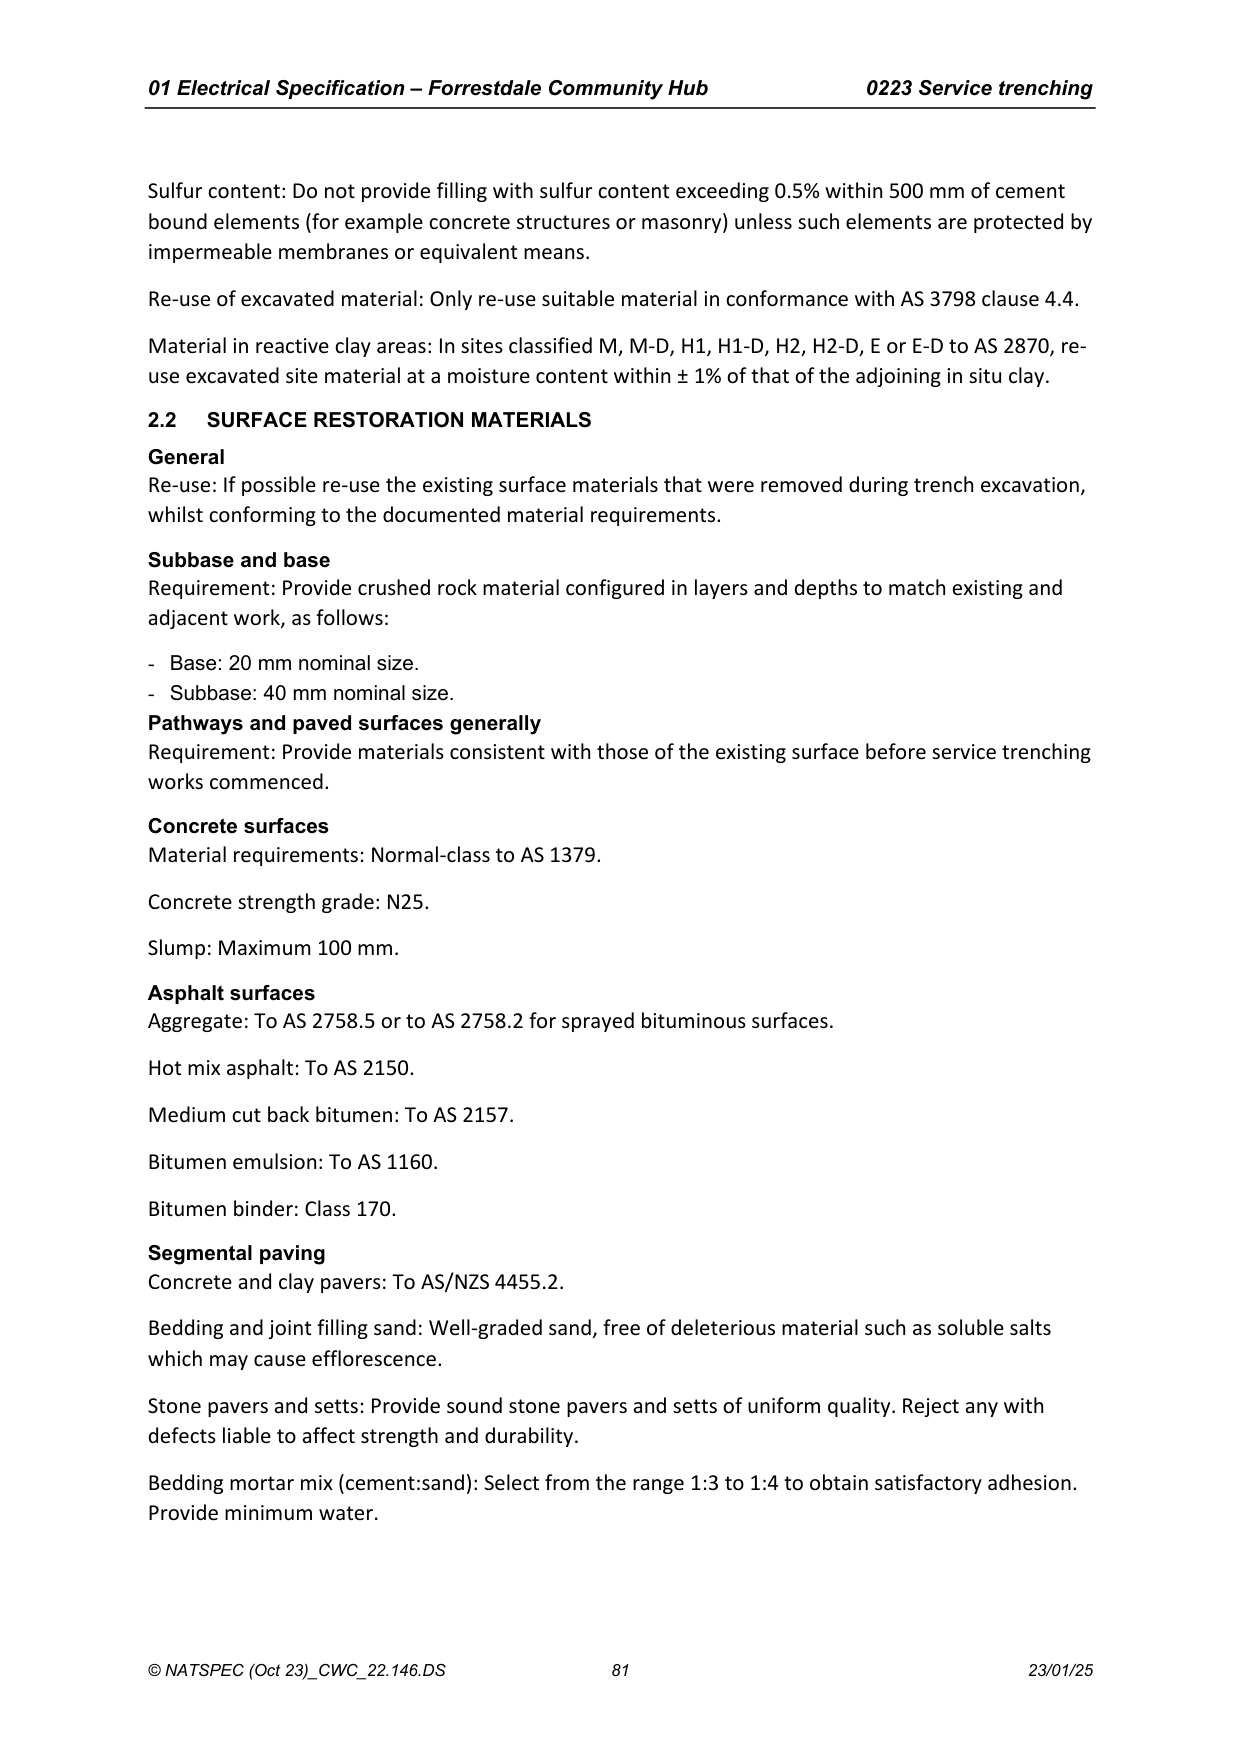 01 Electrical Specification – Forrestdale Community Hub 0223 Service trenching
Sulfur content: Do not provide filling with sulfur content exceeding 0.5% within 500 mm of cement
bound elements (for example concrete structures or masonry) unless such elements are protected by
impermeable membranes or equivalent means.
Re-use of excavated material: Only re-use suitable material in conformance with AS 3798 clause 4.4.
Material in reactive clay areas: In sites classified M, M-D, H1, H1-D, H2, H2-D, E or E-D to AS 2870, re-
use excavated site material at a moisture content within ± 1% of that of the adjoining in situ clay.
2.2 SURFACE RESTORATION MATERIALS
General
Re-use: If possible re-use the existing surface materials that were removed during trench excavation,
whilst conforming to the documented material requirements.
Subbase and base
Requirement: Provide crushed rock material configured in layers and depths to match existing and
adjacent work, as follows:
- Base: 20 mm nominal size.
- Subbase: 40 mm nominal size.
Pathways and paved surfaces generally
Requirement: Provide materials consistent with those of the existing surface before service trenching
works commenced.
Concrete surfaces
Material requirements: Normal-class to AS 1379.
Concrete strength grade: N25.
Slump: Maximum 100 mm.
Asphalt surfaces
Aggregate: To AS 2758.5 or to AS 2758.2 for sprayed bituminous surfaces.
Hot mix asphalt: To AS 2150.
Medium cut back bitumen: To AS 2157.
Bitumen emulsion: To AS 1160.
Bitumen binder: Class 170.
Segmental paving
Concrete and clay pavers: To AS/NZS 4455.2.
Bedding and joint filling sand: Well-graded sand, free of deleterious material such as soluble salts
which may cause efflorescence.
Stone pavers and setts: Provide sound stone pavers and setts of uniform quality. Reject any with
defects liable to affect strength and durability.
Bedding mortar mix (cement:sand): Select from the range 1:3 to 1:4 to obtain satisfactory adhesion.
Provide minimum water.
© NATSPEC (Oct 23)_CWC_22.146.DS 81 23/01/25